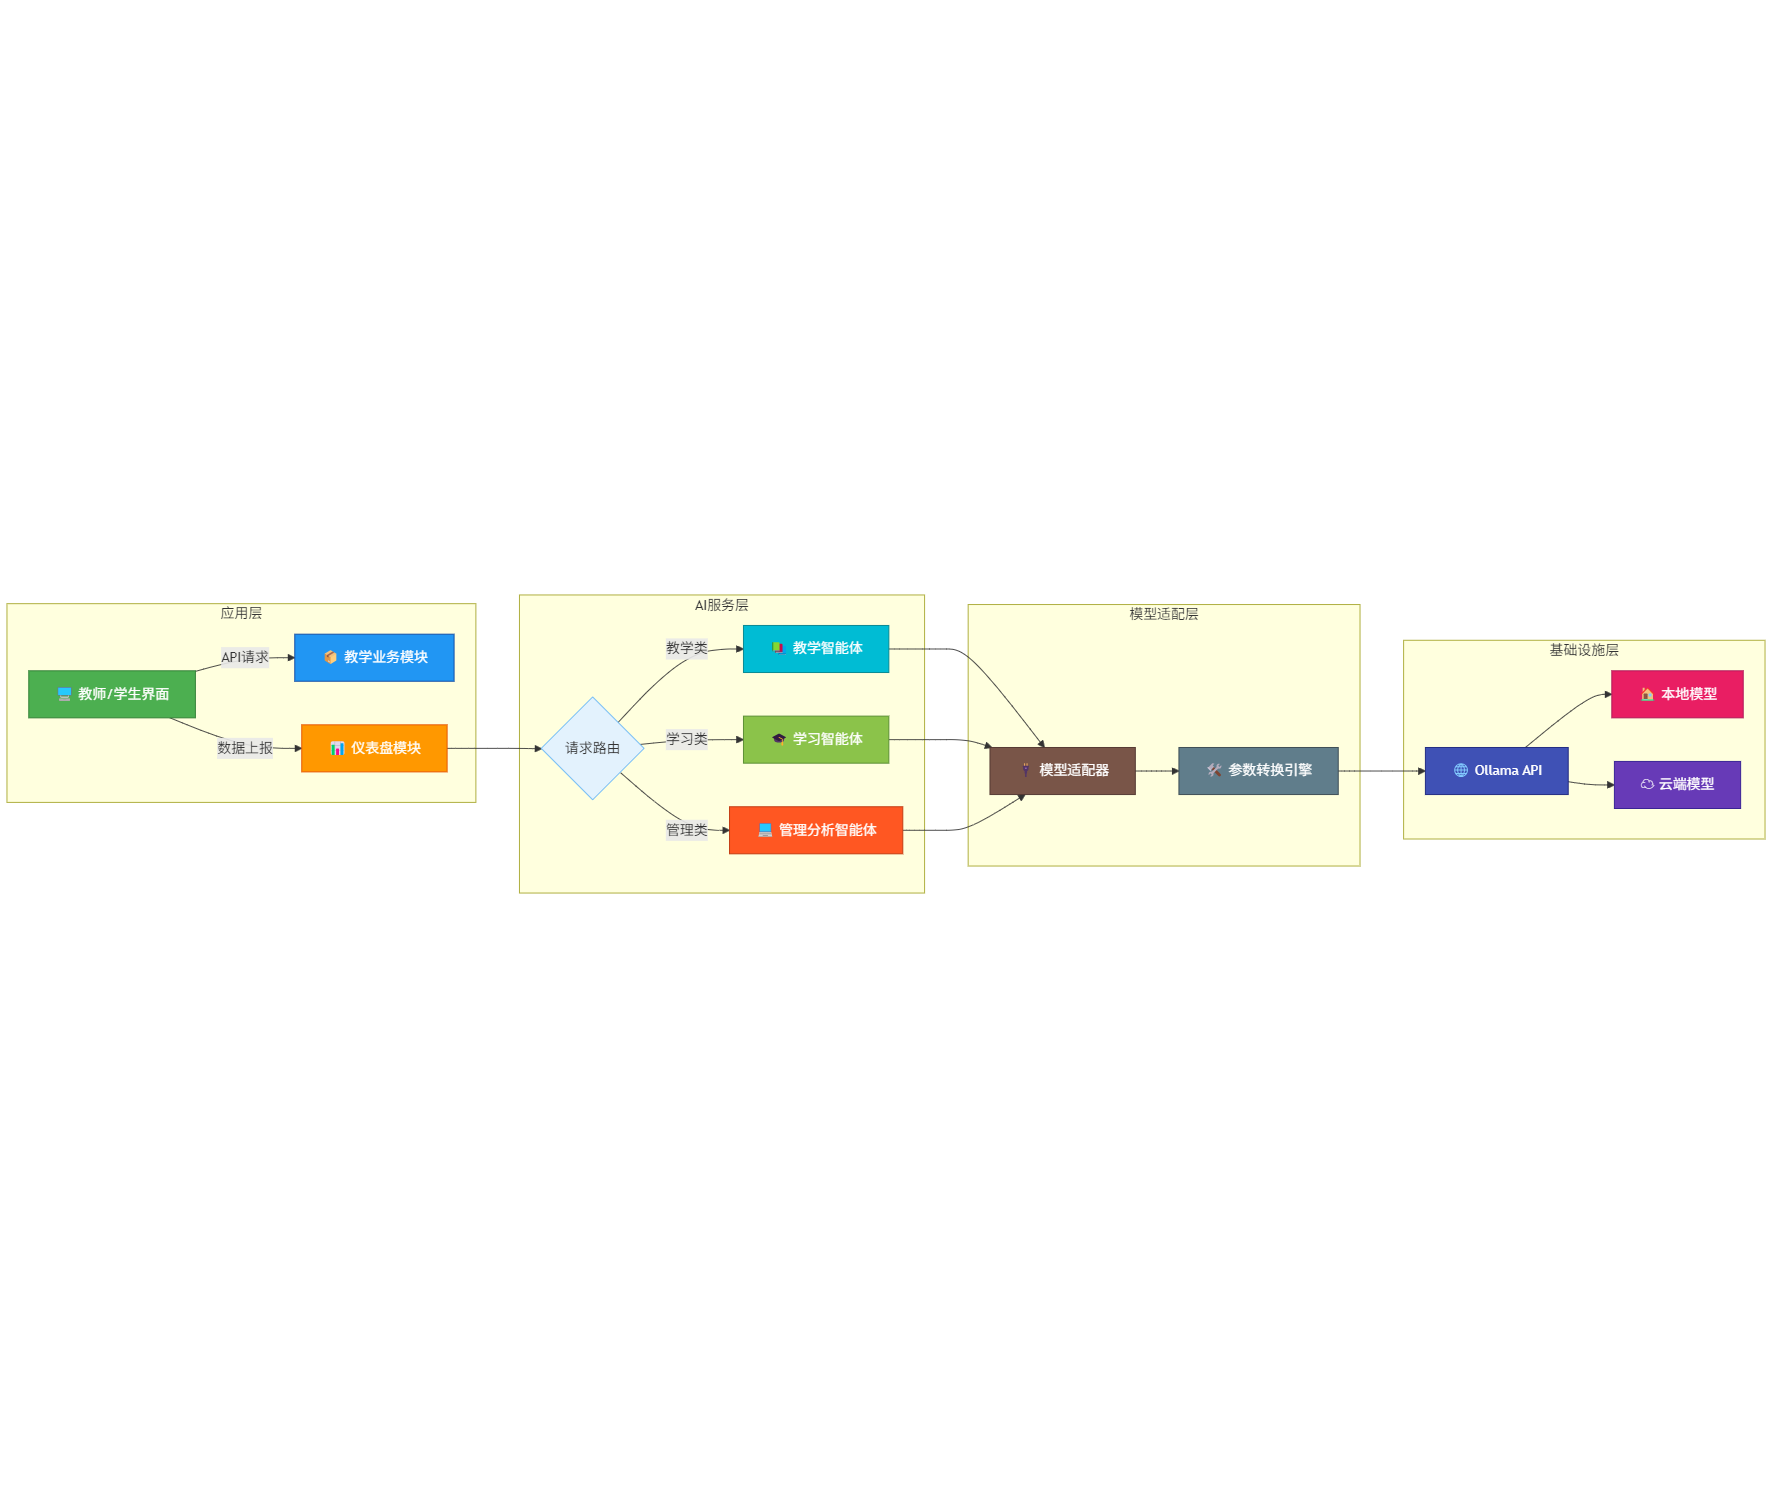 应用层
教师/学生界面
API请求
数据上报
教学业务模块
仪表盘模块
AI服务层
请求路由
教学类
学习类
管理类
教学智能体
学习智能体
管理分析智能体
模型适配层
模型适配器
参数转换引擎
基础设施层
Ollama API
本地模型
云端模型